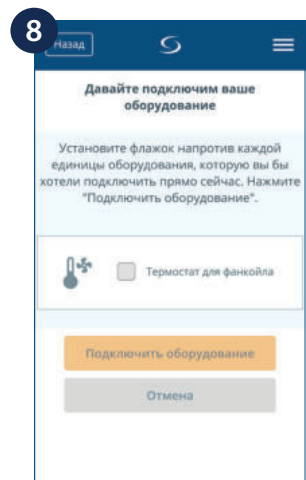 8
Назад
Давайте подключим ваше
оборудование
Установите флажок напротив каждой
единицы оборудования, которую вы бы
хотели подключить прямо сейчас. Нажмите
"Подключить оборудование".
Термостат для фанкойла
Подключить оборудование
Отмена